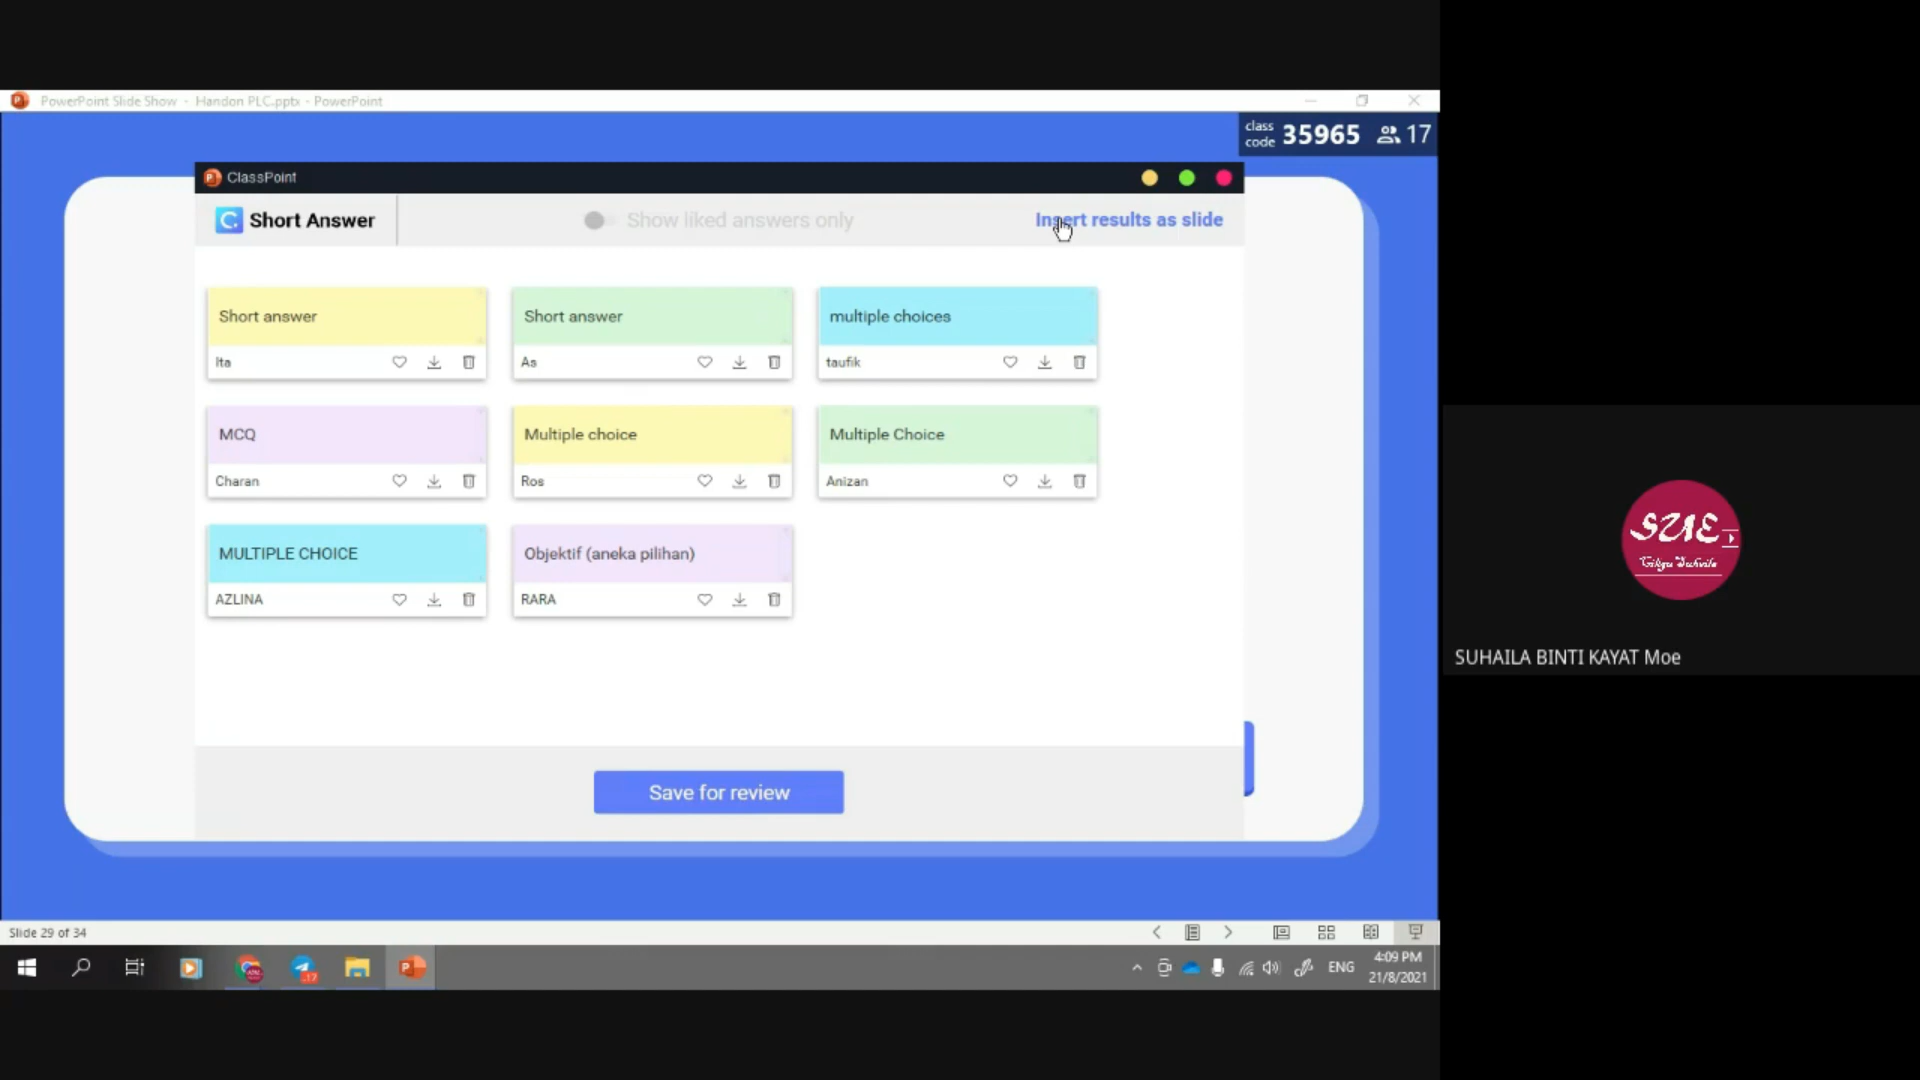 PowerPoint Slide Show - Handon PLC.pptx - PowerPoint
class code 35965 17
ClassPoint
Short Answer
Show liked answers only
Insert results as slide
Short answer
Ita
Short answer
As
multiple choices
taufik
MCQ
Charan
Multiple choice
Ros
Multiple Choice
Anizan
MULTIPLE CHOICE
AZLINA
Objektif (aneka pilihan)
RARA
Save for review
SUHAILA BINTI KAYAT Moe
Slide 29 of 34
ENG
4:09 PM
21/8/2021